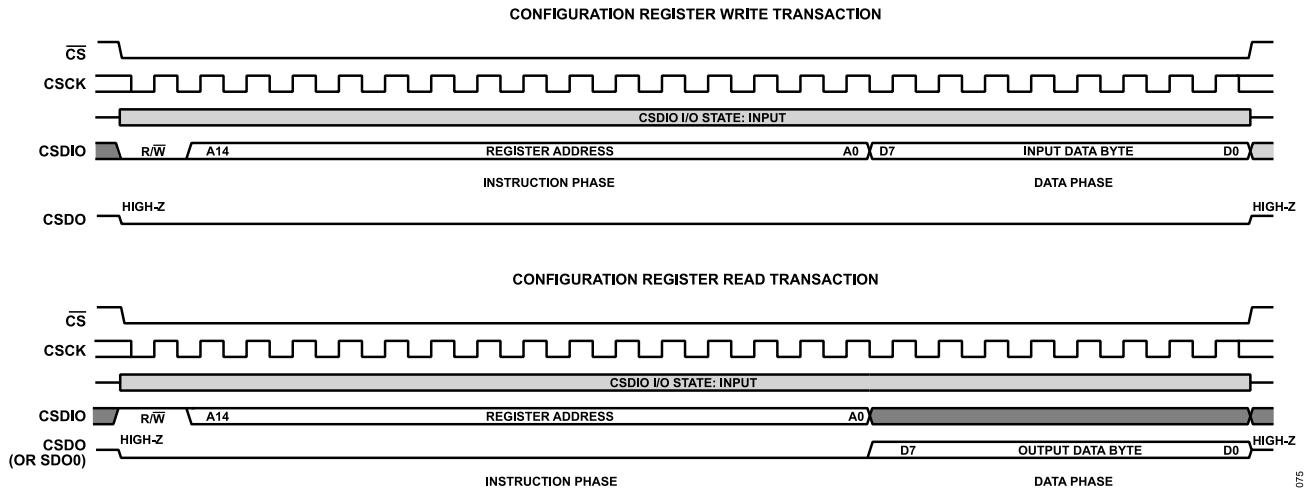 CONFIGURATION REGISTER WRITE TRANSACTION
CS
CSCK
CSDIO I/O STATE: INPUT
CSDIO R/W A14 REGISTER ADDRESS A0 D7 INPUT DATA BYTE D0
INSTRUCTION PHASE DATA PHASE
CSDO HIGH-Z HIGH-Z
CONFIGURATION REGISTER READ TRANSACTION
CS
CSCK
CSDIO I/O STATE: INPUT
CSDIO R/W A14 REGISTER ADDRESS A0
CSDO HIGH-Z D7 OUTPUT DATA BYTE D0 HIGH-Z
(OR SDO0)
INSTRUCTION PHASE DATA PHASE
075